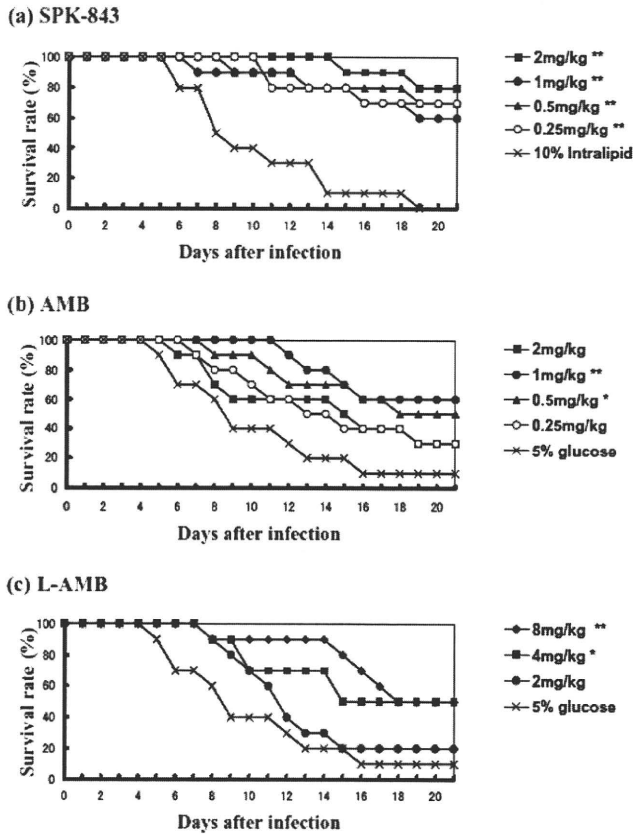 (a) SPK-843
Survival rate (%)
100
80
60
40
20
0
0 2 4 6 8 10 12 14 16 18 20
Days after infection
2mg/kg **
1mg/kg **
0.5mg/kg **
0.25mg/kg **
10% Intralipid
(b) AMB
Survival rate (%)
100
80
60
40
20
0
0 2 4 6 8 10 12 14 16 18 20
Days after infection
2mg/kg
1mg/kg **
0.5mg/kg *
0.25mg/kg
5% glucose
(c) L-AMB
Survival rate (%)
100
80
60
40
20
0
0 2 4 6 8 10 12 14 16 18 20
Days after infection
8mg/kg **
4mg/kg *
2mg/kg
5% glucose